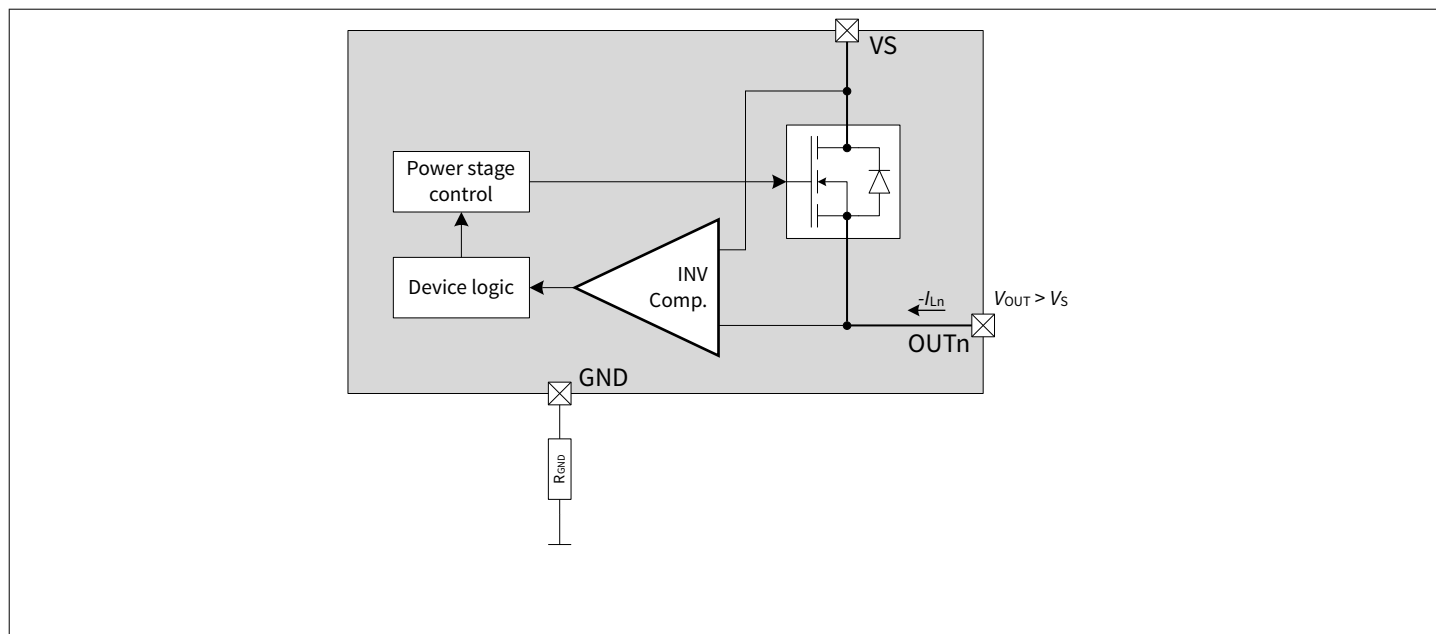 VS
Power stage
control
Device logic
INV
Comp.
-ILn
VOUT > VS
OUTn
GND
RGND